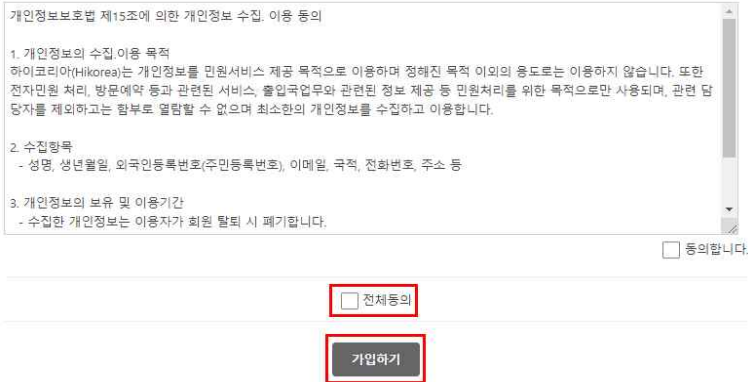 개인정보보호법 제15조에 의한 개인정보 수집. 이용 동의
1. 개인정보의 수집.이용 목적
하이코리아(Hikorea)는 개인정보를 민원서비스 제공 목적으로 이용하며 정해진 목적 이외의 용도로는 이용하지 않습니다. 또한
전자민원 처리, 방문예약 등과 관련된 서비스, 출입국업무와 관련된 정보 제공 등 민원처리를 위한 목적으로만 사용되며, 관련 담
당자를 제외하고는 함부로 열람할 수 없으며 최소한의 개인정보를 수집하고 이용합니다.
2. 수집항목
- 성명, 생년월일, 외국인등록번호(주민등록번호), 이메일, 국적, 전화번호, 주소 등
3. 개인정보의 보유 및 이용기간
- 수집한 개인정보는 이용자가 회원 탈퇴 시 폐기합니다.
동의합니다.
전체동의
가입하기